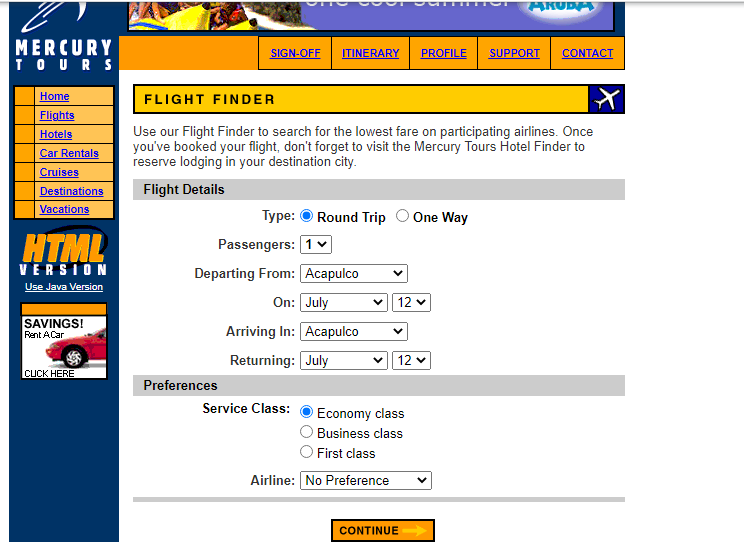 one cool summer
ARUBA
MERCURY
TOURS
SIGN-OFF
ITINERARY
PROFILE
SUPPORT
CONTACT
Home
Flights
Hotels
Car Rentals
Cruises
Destinations
Vacations
HTML
VERSION
Use Java Version
SAVINGS!
Rent A Car
CLICK HERE
FLIGHT FINDER
Use our Flight Finder to search for the lowest fare on participating airlines. Once
you've booked your flight, don't forget to visit the Mercury Tours Hotel Finder to
reserve lodging in your destination city.
Flight Details
Type: Round Trip One Way
Passengers: 1
Departing From: Acapulco
On: July 12
Arriving In: Acapulco
Returning: July 12
Preferences
Service Class: Economy class
Business class
First class
Airline: No Preference
CONTINUE